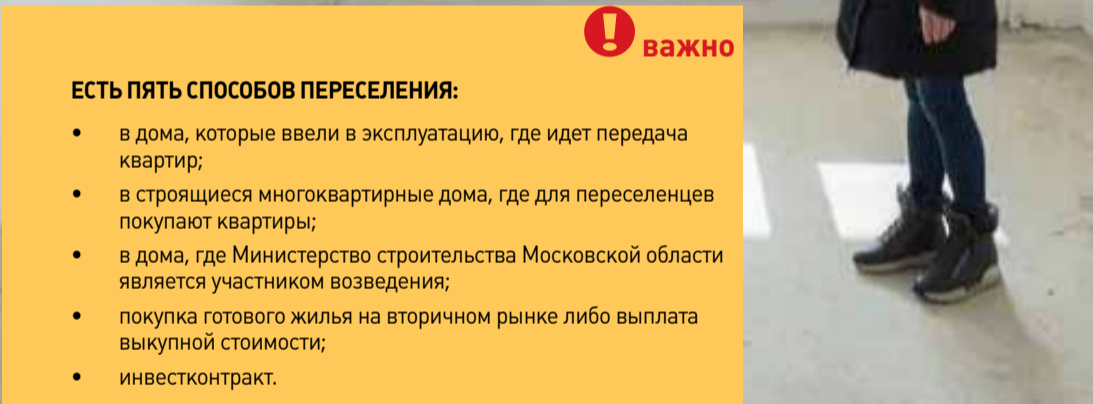 важно
ЕСТЬ ПЯТЬ СПОСОБОВ ПЕРЕСЕЛЕНИЯ:
• в дома, которые ввели в эксплуатацию, где идет передача
квартир;
• в строящиеся многоквартирные дома, где для переселенцев
покупают квартиры;
• в дома, где Министерство строительства Московской области
является участником возведения;
• покупка готового жилья на вторичном рынке либо выплата
выкупной стоимости;
• инвестконтракт.